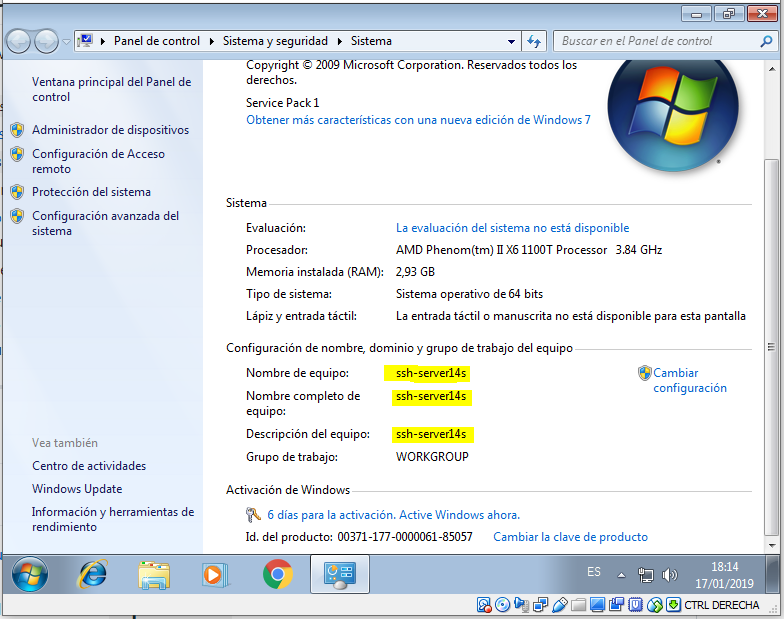 Panel de control ▸ Sistema y seguridad ▸ Sistema
Buscar en el Panel de control
Ventana principal del Panel de
control
Administrador de dispositivos
Configuración de Acceso
remoto
Protección del sistema
Configuración avanzada del
sistema
Vea también
Centro de actividades
Windows Update
Información y herramientas de
rendimiento
Copyright © 2009 Microsoft Corporation. Reservados todos los
derechos.
Service Pack 1
Obtener más características con una nueva edición de Windows 7
Sistema
Evaluación: La evaluación del sistema no está disponible
Procesador: AMD Phenom(tm) II X6 1100T Processor 3.84 GHz
Memoria instalada (RAM): 2,93 GB
Tipo de sistema: Sistema operativo de 64 bits
Lápiz y entrada táctil: La entrada táctil o manuscrita no está disponible para esta pantalla
Configuración de nombre, dominio y grupo de trabajo del equipo
Nombre de equipo: ssh-server14s
Cambiar
configuración
Nombre completo de
equipo: ssh-server14s
Descripción del equipo: ssh-server14s
Grupo de trabajo: WORKGROUP
Activación de Windows
6 días para la activación. Active Windows ahora.
Id. del producto: 00371-177-0000061-85057 Cambiar la clave de producto
ES
18:14
17/01/2019
CTRL DERECHA